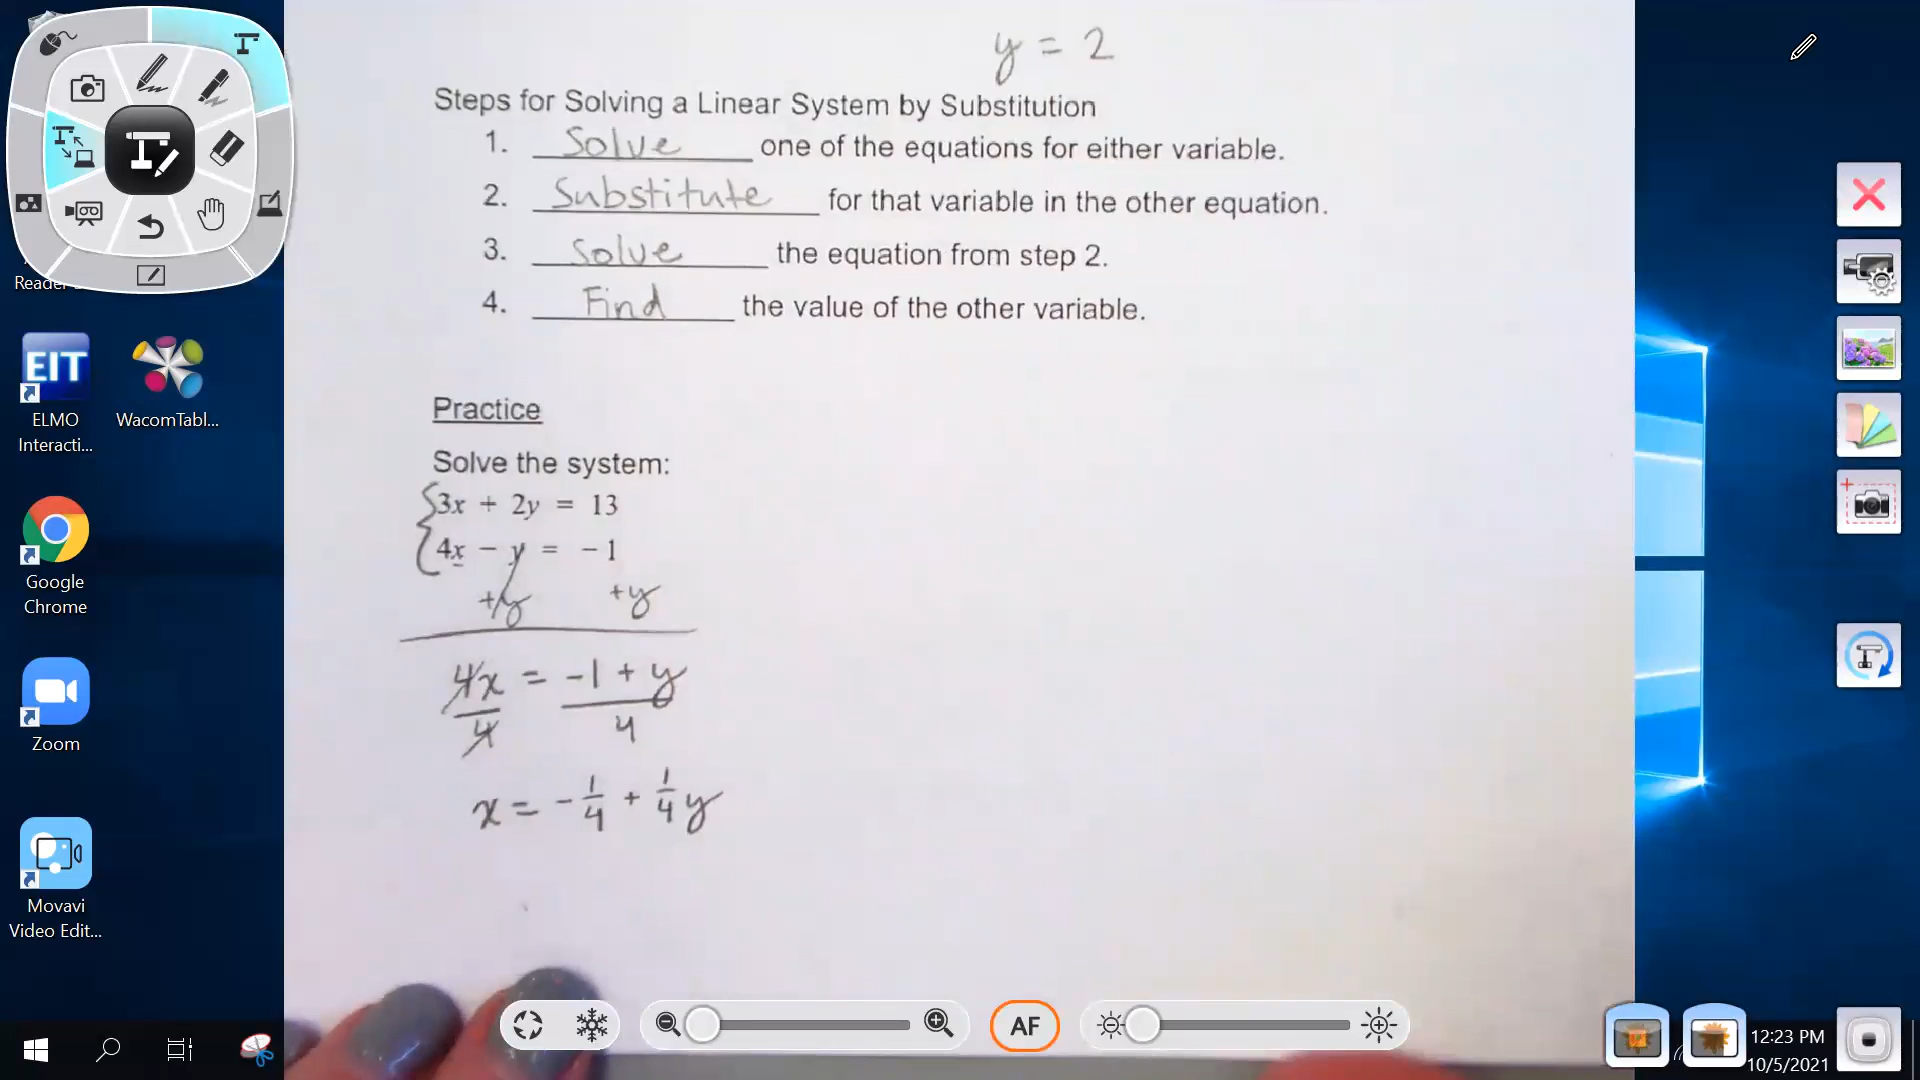 y = 2
Steps for Solving a Linear System by Substitution
1. Solve one of the equations for either variable.
2. Substitute for that variable in the other equation.
3. Solve the equation from step 2.
4. Find the value of the other variable.
Practice
Solve the system:
3x + 2y = 13
4x - y = -1
+y +y
4x = -1 + y
4 4
x = -1/4 + 1/4 y
Reader
EIT
ELMO Interacti...
WacomTabl...
Google Chrome
Zoom
Movavi Video Edit...
AF
12:23 PM
10/5/2021